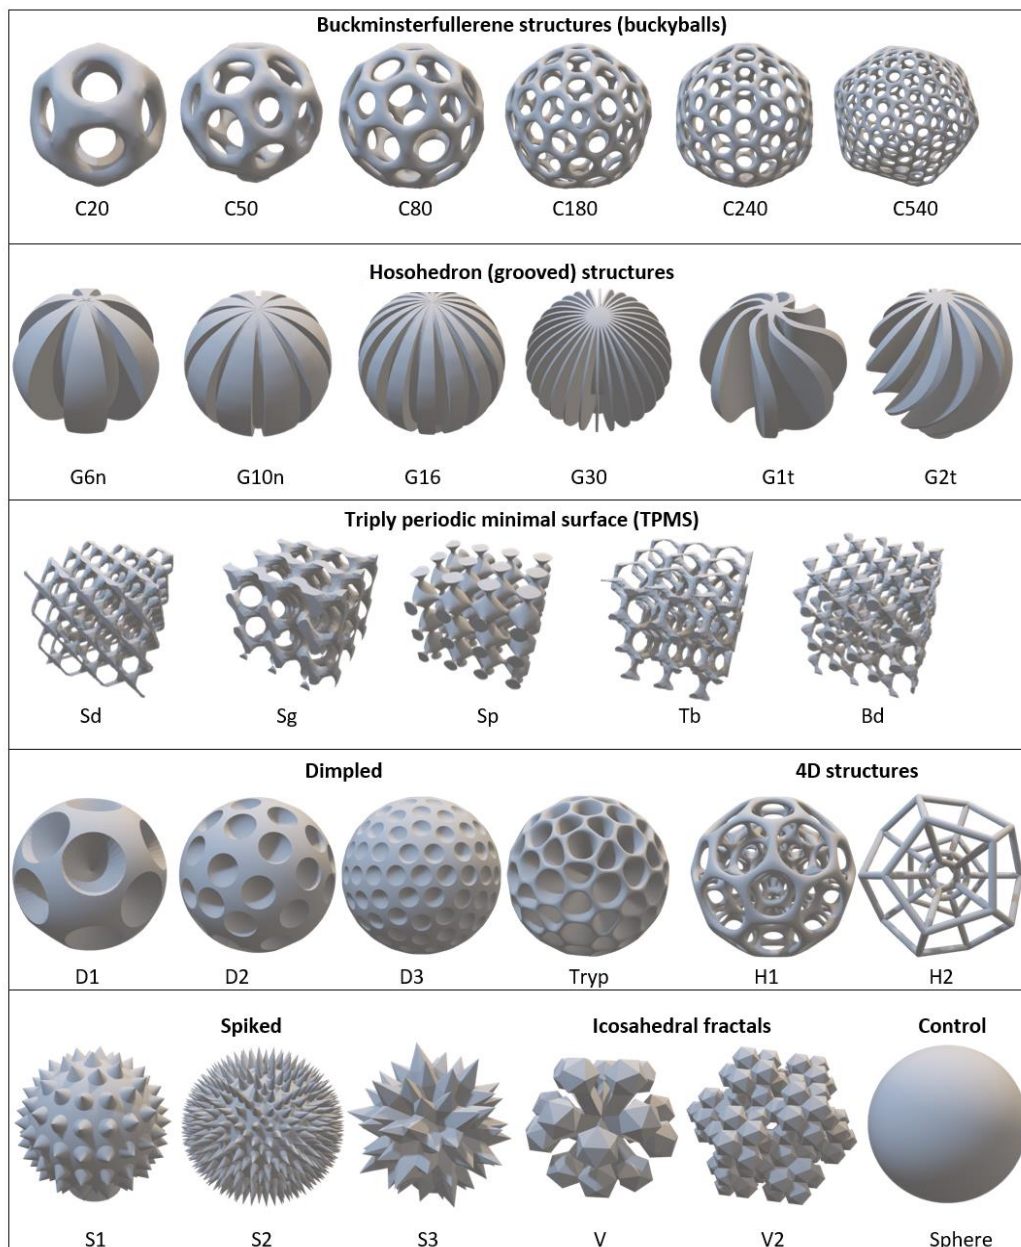 Buckminsterfullerene structures (buckyballs)
C20 C50 C80 C180 C240 C540
Hosohedron (grooved) structures
G6n G10n G16 G30 G1t G2t
Triply periodic minimal surface (TPMS)
Sd Sg Sp Tb Bd
Dimpled 4D structures
D1 D2 D3 Tryp H1 H2
Spiked Icosahedral fractals Control
S1 S2 S3 V V2 Sphere